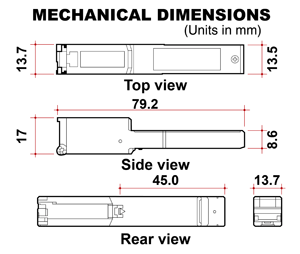 MECHANICAL DIMENSIONS
(Units in mm)
13.7
13.5
Top view
79.2
17
8.6
Side view
45.0
13.7
Rear view